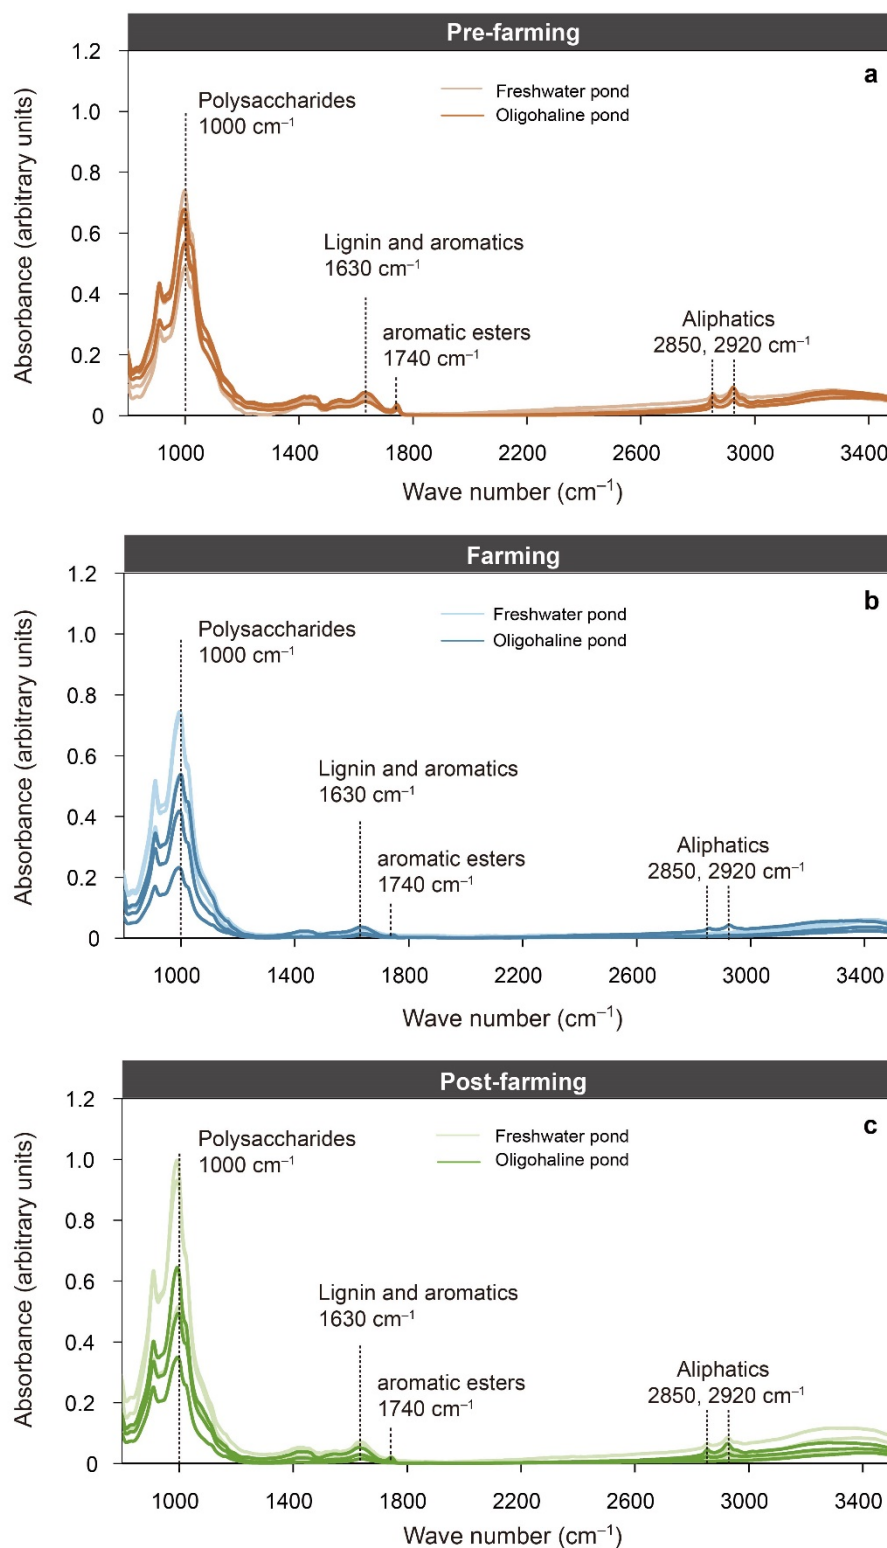 Pre-farming
a
1.2
1.0
0.8
0.6
0.4
0.2
0
Absorbance (arbitrary units)
Polysaccharides
1000 cm⁻¹
Freshwater pond
Oligohaline pond
Lignin and aromatics
1630 cm⁻¹
aromatic esters
1740 cm⁻¹
Aliphatics
2850, 2920 cm⁻¹
1000 1400 1800 2200 2600 3000 3400
Wave number (cm⁻¹)
Farming
b
1.2
1.0
0.8
0.6
0.4
0.2
0
Absorbance (arbitrary units)
Polysaccharides
1000 cm⁻¹
Freshwater pond
Oligohaline pond
Lignin and aromatics
1630 cm⁻¹
aromatic esters
1740 cm⁻¹
Aliphatics
2850, 2920 cm⁻¹
1000 1400 1800 2200 2600 3000 3400
Wave number (cm⁻¹)
Post-farming
c
1.2
1.0
0.8
0.6
0.4
0.2
0
Absorbance (arbitrary units)
Polysaccharides
1000 cm⁻¹
Freshwater pond
Oligohaline pond
Lignin and aromatics
1630 cm⁻¹
aromatic esters
1740 cm⁻¹
Aliphatics
2850, 2920 cm⁻¹
1000 1400 1800 2200 2600 3000 3400
Wave number (cm⁻¹)